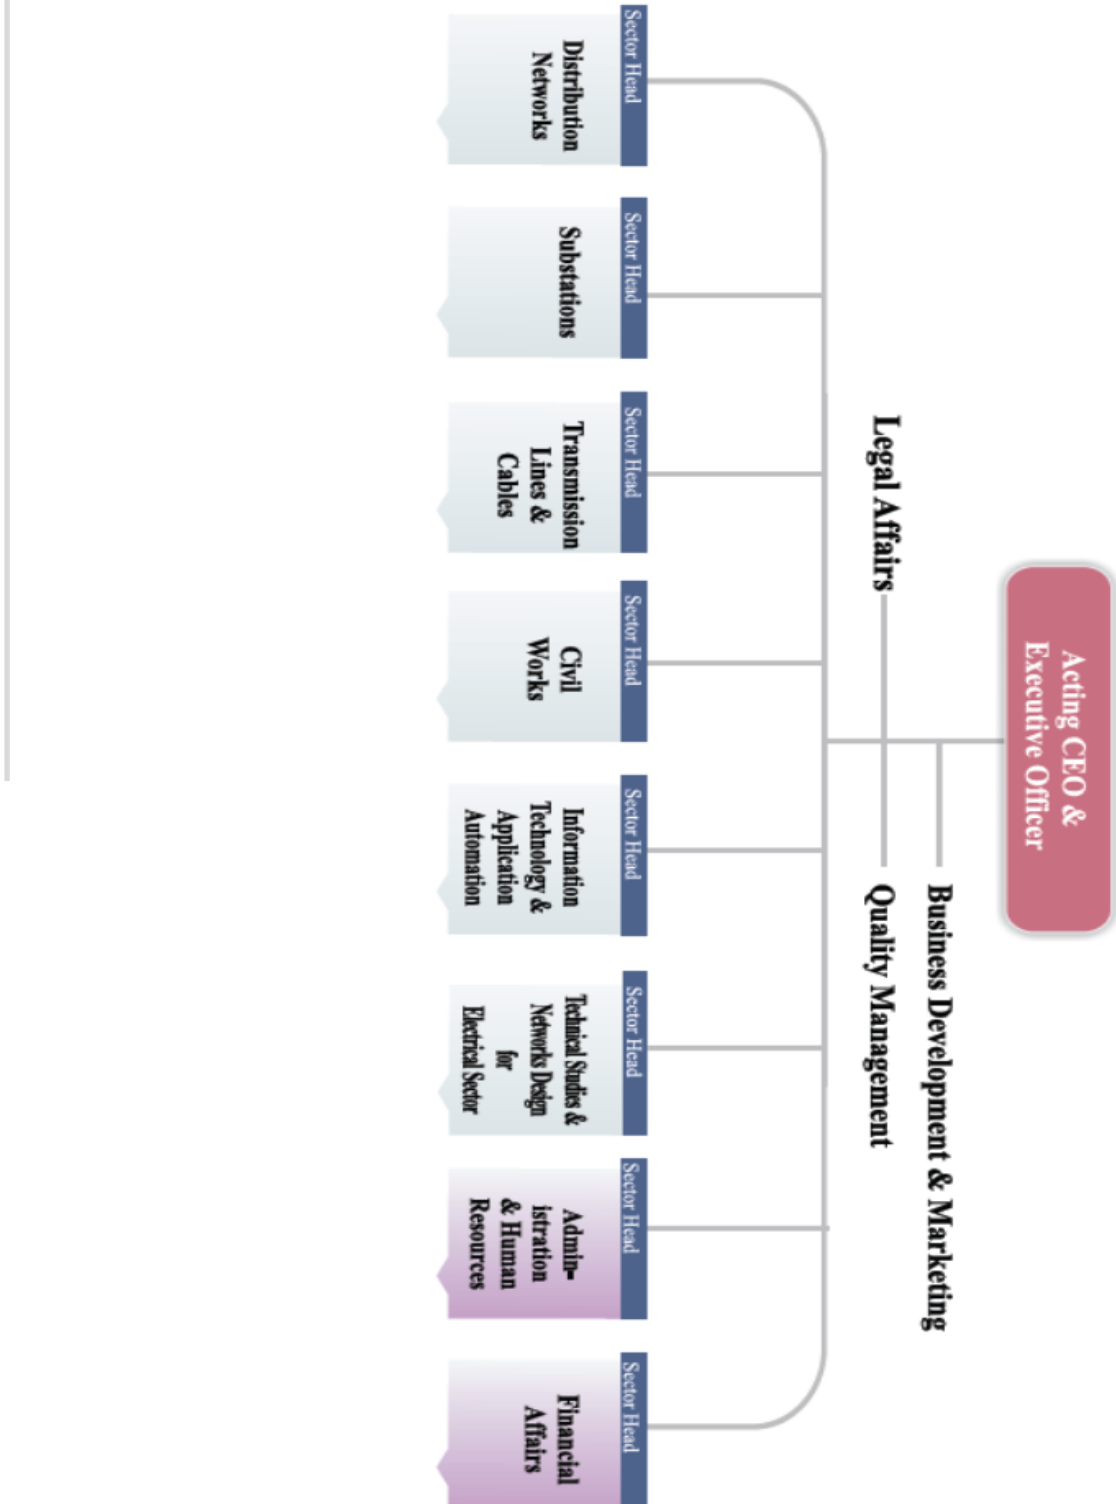 Acting CEO &
Executive Officer
Business Development & Marketing
Legal Affairs
Quality Management
Sector Head
Distribution
Networks
Sector Head
Substations
Sector Head
Transmission
Lines &
Cables
Sector Head
Civil
Works
Sector Head
Information
Technology &
Application
Automation
Sector Head
Technical Studies &
Networks Design
for
Electrical Sector
Sector Head
Admin-
istration
& Human
Resources
Sector Head
Financial
Affairs